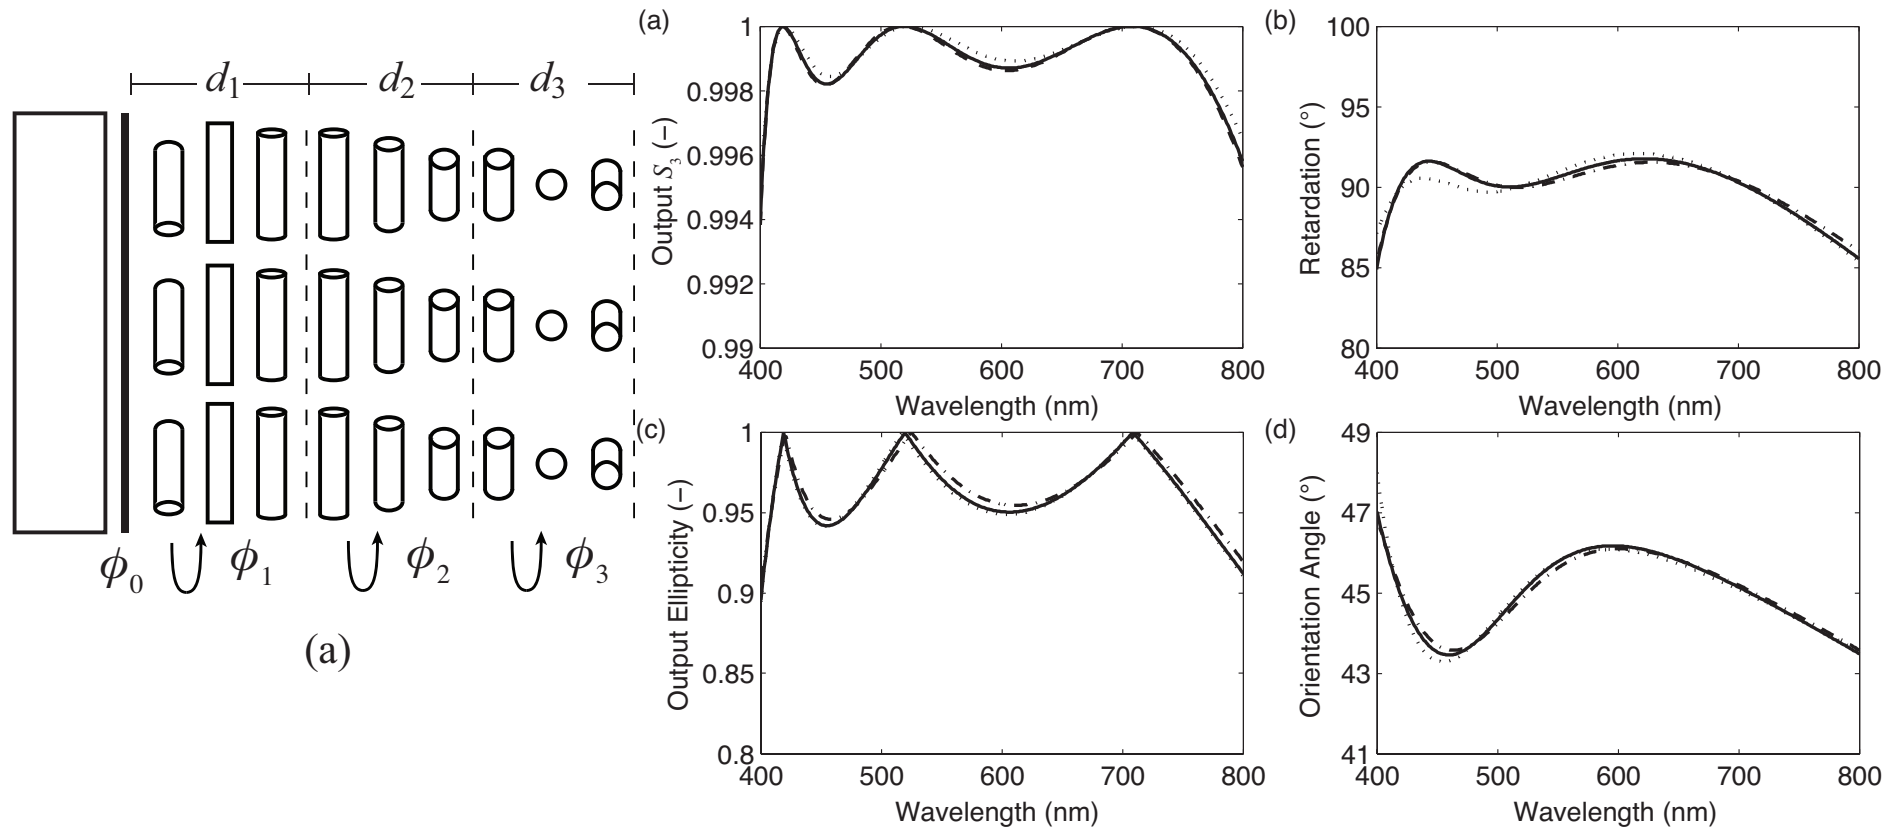 d1 d2 d3
ϕ0 ϕ1 ϕ2 ϕ3
(a)
(a)
Output S3 (–)
1
0.998
0.996
0.994
0.992
0.99
400 500 600 700 800
Wavelength (nm)
(b)
Retardation (°)
100
95
90
85
80
400 500 600 700 800
Wavelength (nm)
(c)
Output Ellipticity (–)
1
0.95
0.9
0.85
0.8
400 500 600 700 800
Wavelength (nm)
(d)
Orientation Angle (°)
49
47
45
43
41
400 500 600 700 800
Wavelength (nm)